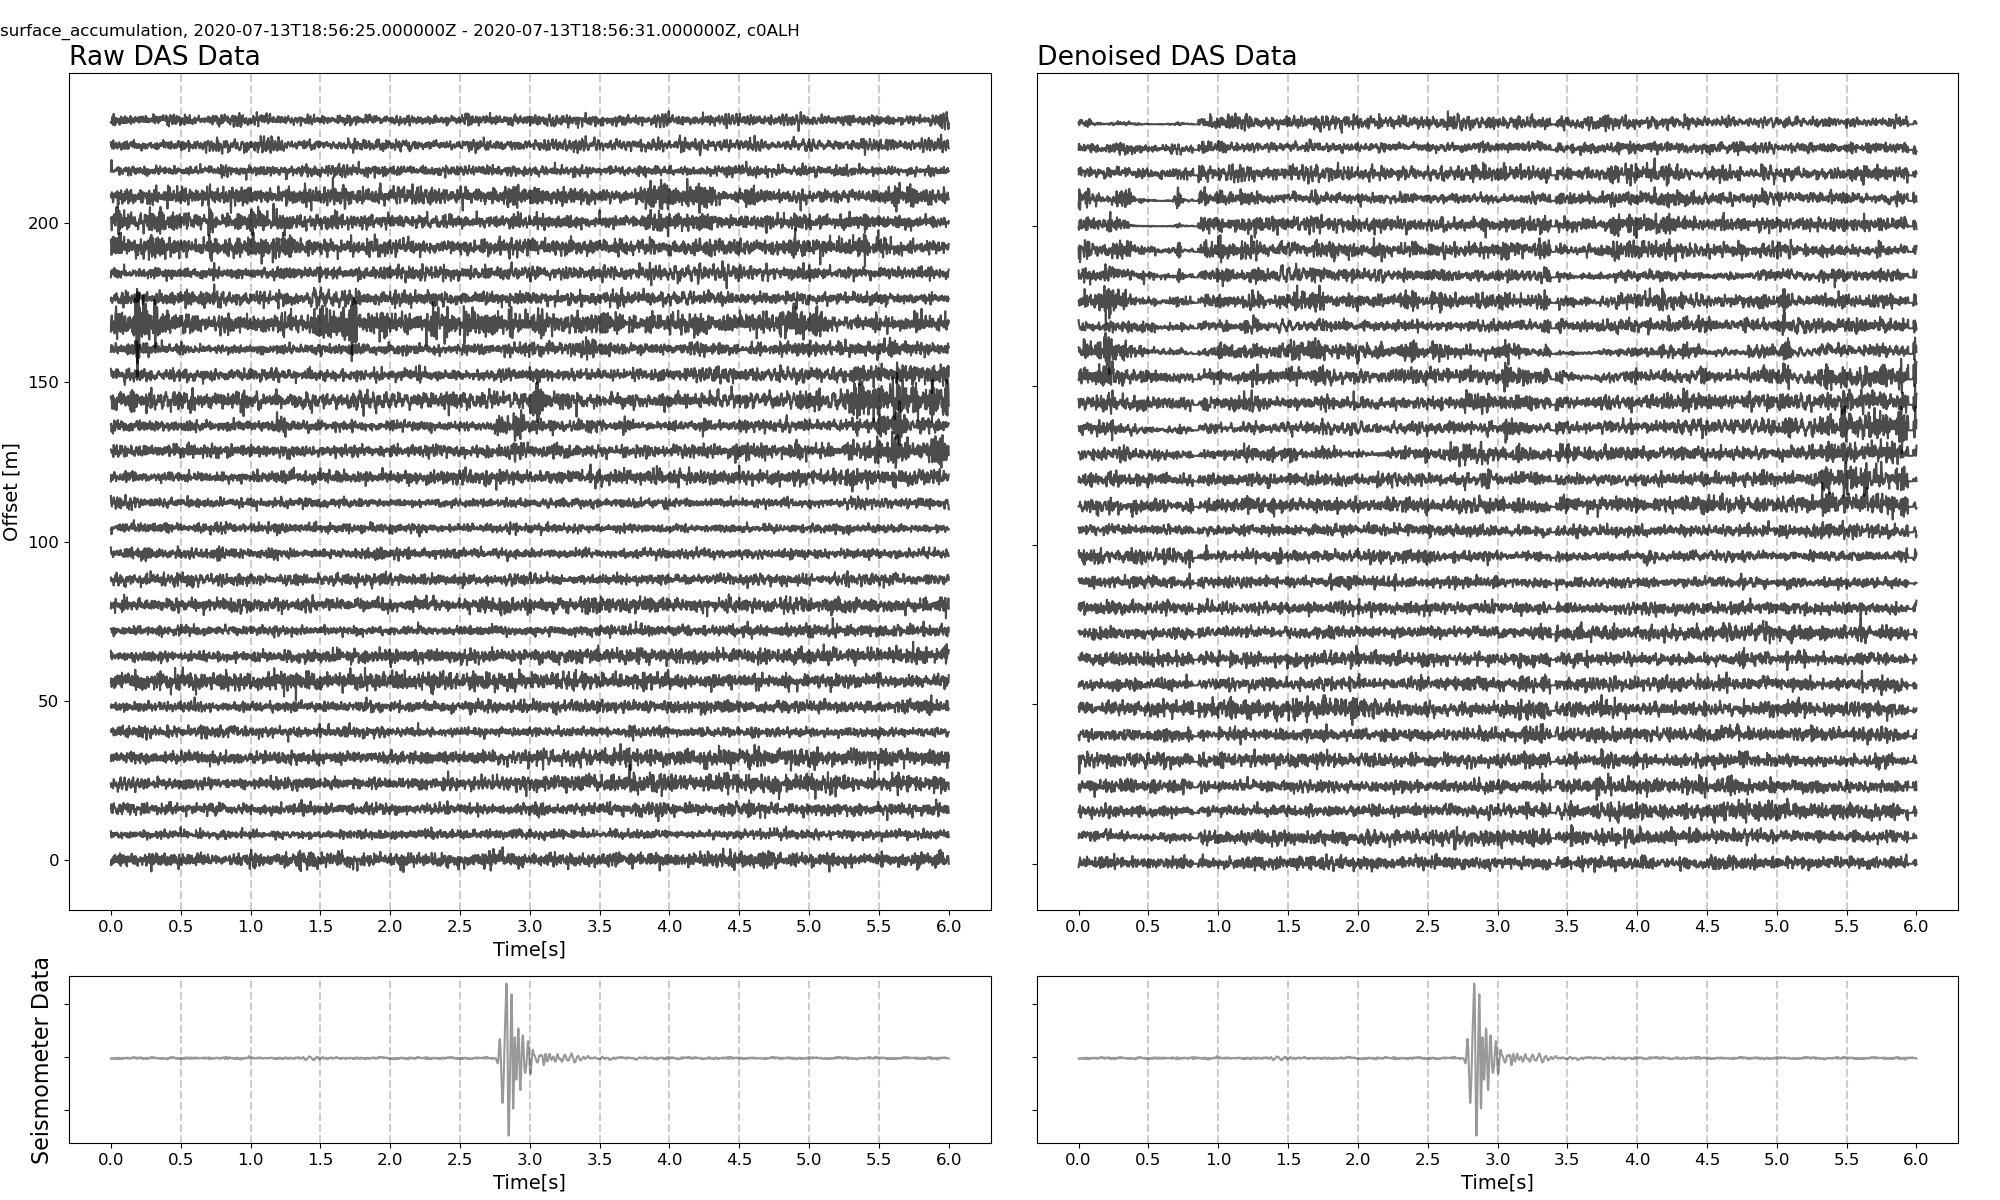 surface_accumulation, 2020-07-13T18:56:25.000000Z - 2020-07-13T18:56:31.000000Z, c0ALH
Raw DAS Data
Denoised DAS Data
Offset [m]
200
150
100
50
0
0.0 0.5 1.0 1.5 2.0 2.5 3.0 3.5 4.0 4.5 5.0 5.5 6.0
Time[s]
0.0 0.5 1.0 1.5 2.0 2.5 3.0 3.5 4.0 4.5 5.0 5.5 6.0
Seismometer Data
0.0 0.5 1.0 1.5 2.0 2.5 3.0 3.5 4.0 4.5 5.0 5.5 6.0
Time[s]
0.0 0.5 1.0 1.5 2.0 2.5 3.0 3.5 4.0 4.5 5.0 5.5 6.0
Time[s]